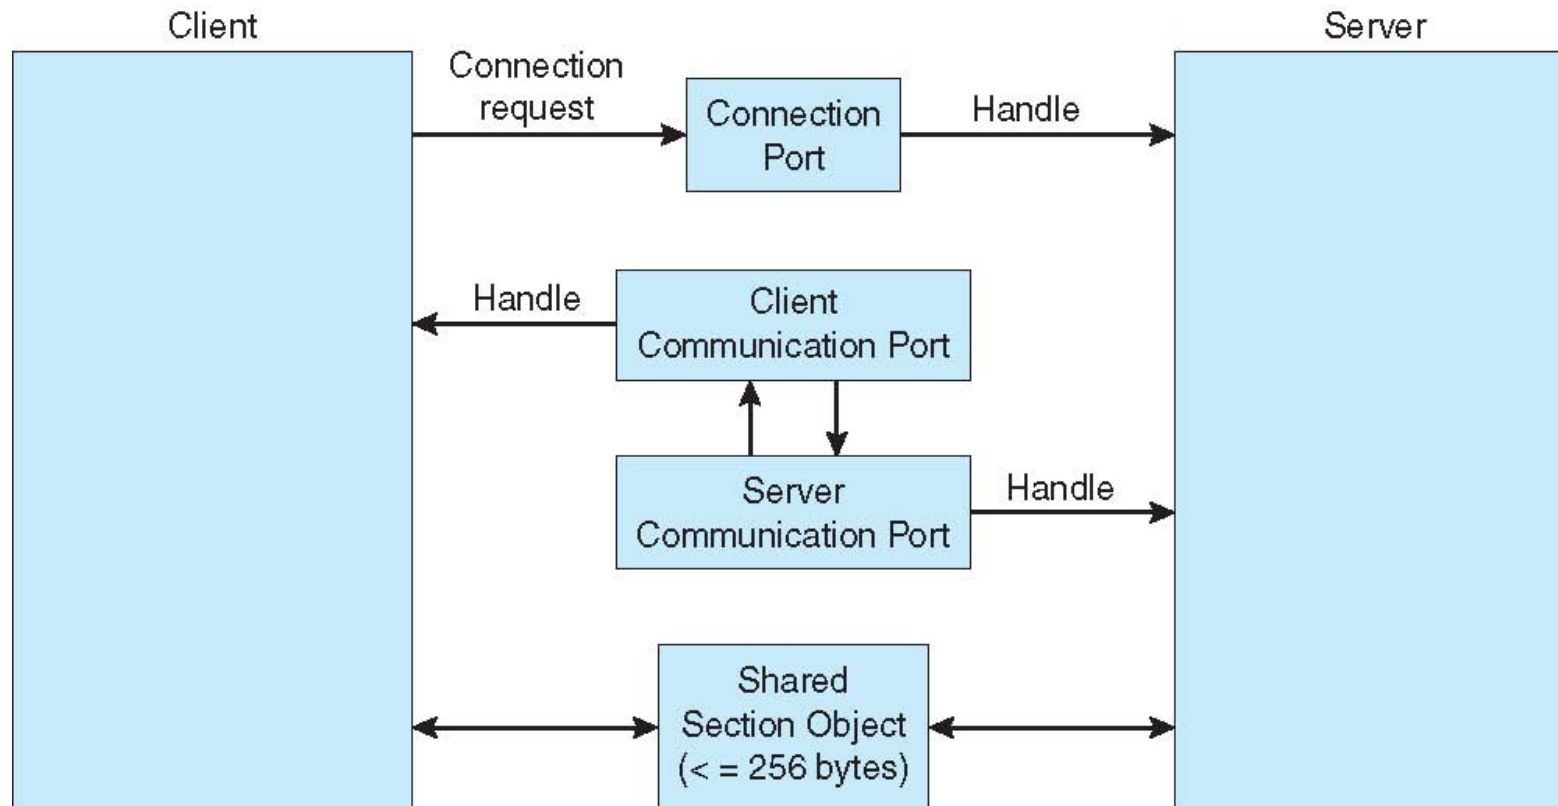 Client
Server
Connection
request
Connection
Port
Handle
Handle
Client
Communication Port
Server
Communication Port
Handle
Shared
Section Object
(< = 256 bytes)